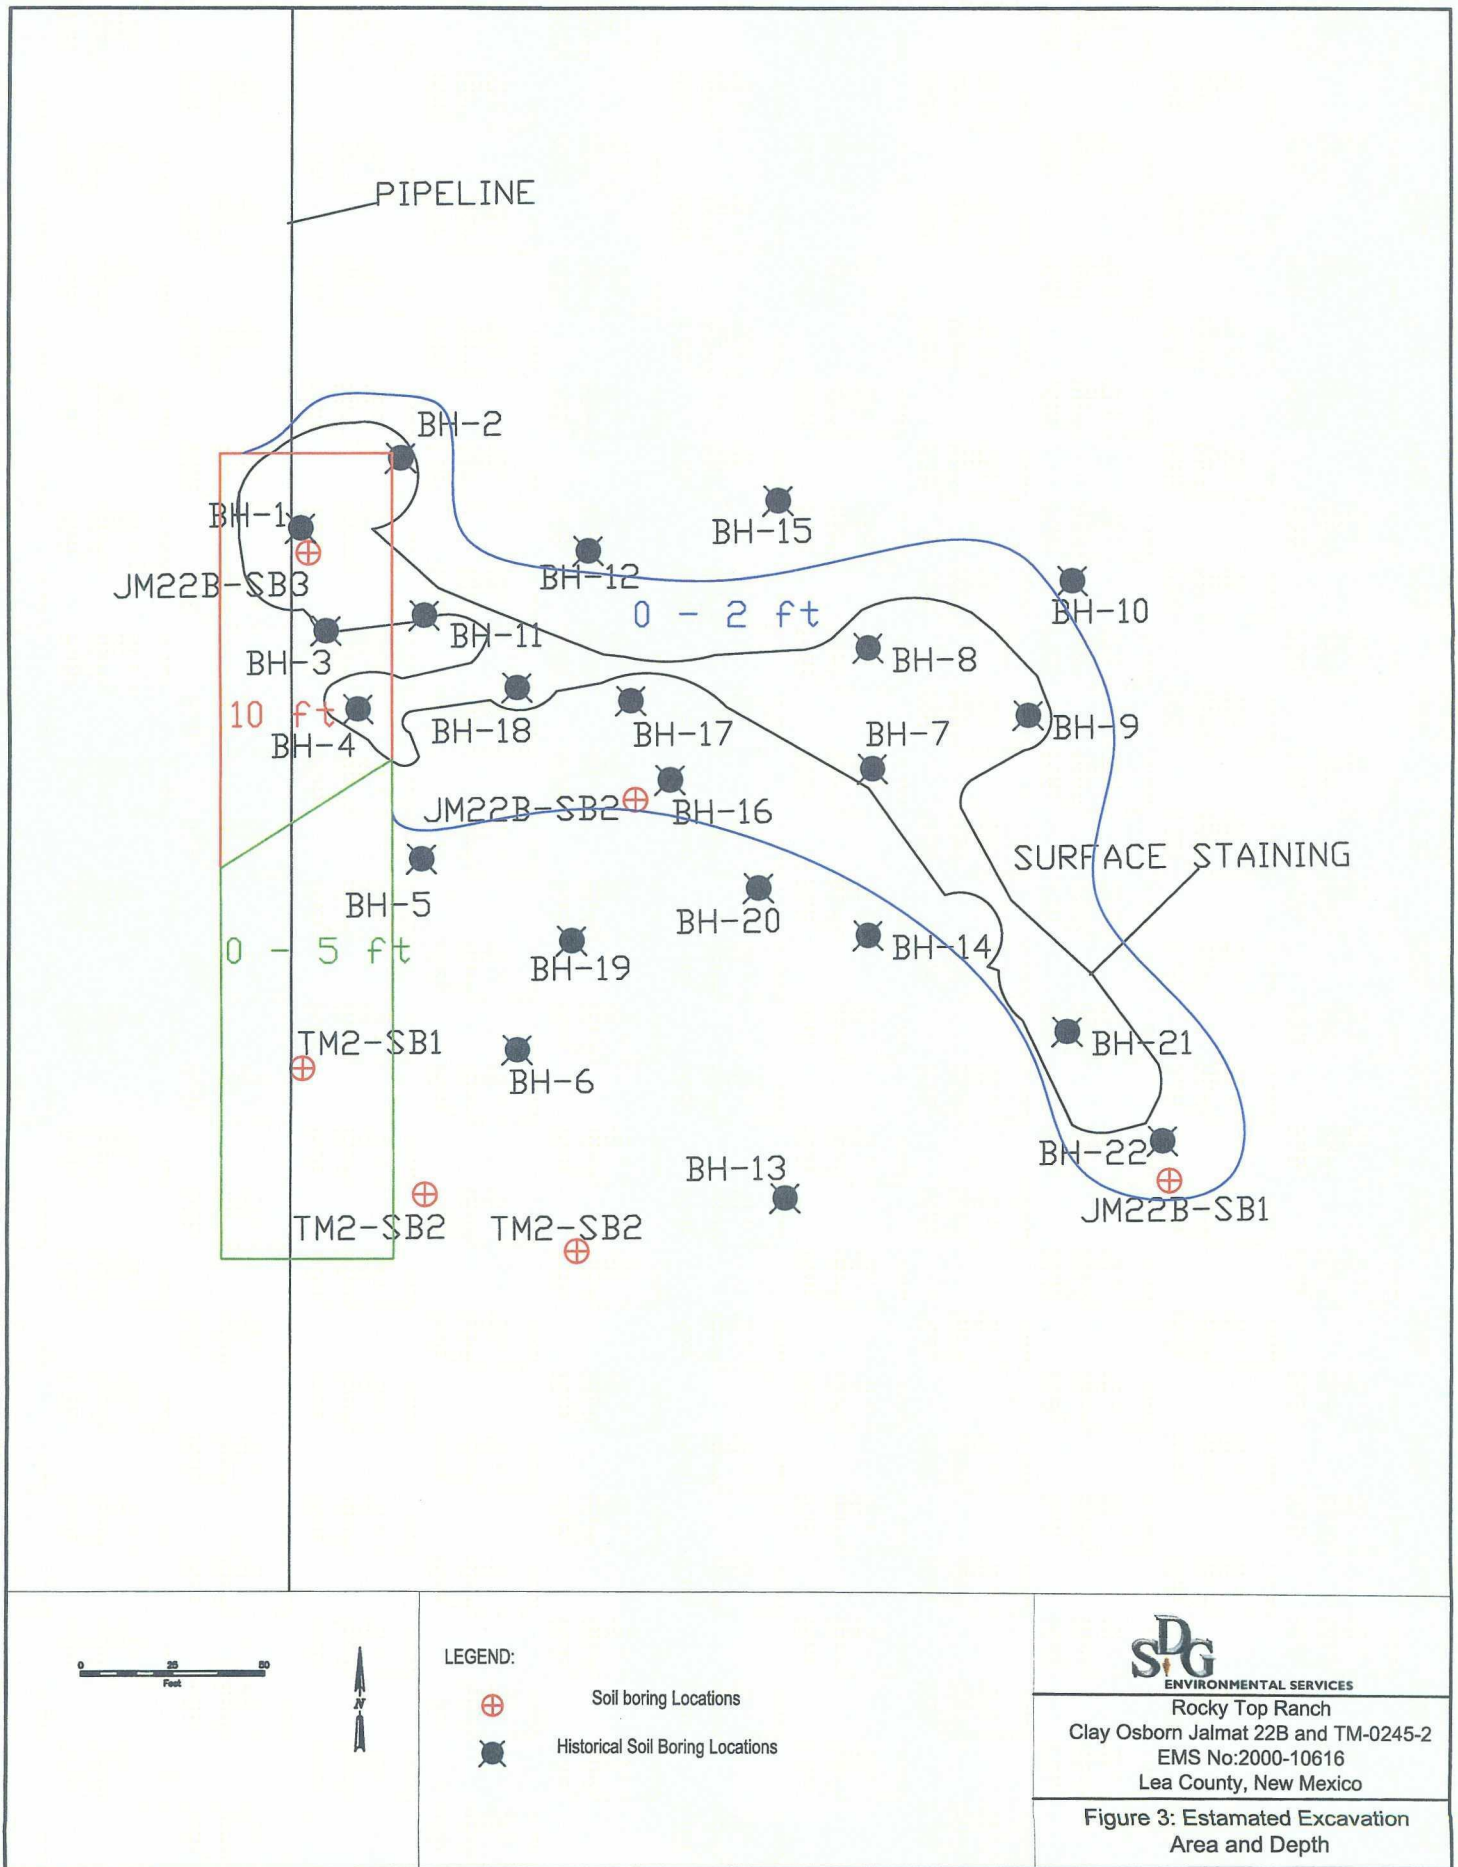 PIPELINE
BH-2
BH-1
BH-15
JM22B-SB3
BH-12
BH-10
0 - 2 ft
BH-11
BH-3
BH-8
10 ft
BH-4
BH-18
BH-17
BH-9
BH-7
JM22B-SB2
BH-16
SURFACE STAINING
BH-5
BH-20
0 - 5 ft
BH-19
BH-14
TM2-SB1
BH-21
BH-6
BH-22
BH-13
JM22B-SB1
TM2-SB2
TM2-SB2
0 25 50
Feet
N
LEGEND:
Soil boring Locations
Historical Soil Boring Locations
SDG
ENVIRONMENTAL SERVICES
Rocky Top Ranch
Clay Osborn Jalmat 22B and TM-0245-2
EMS No:2000-10616
Lea County, New Mexico
Figure 3: Estamated Excavation
Area and Depth